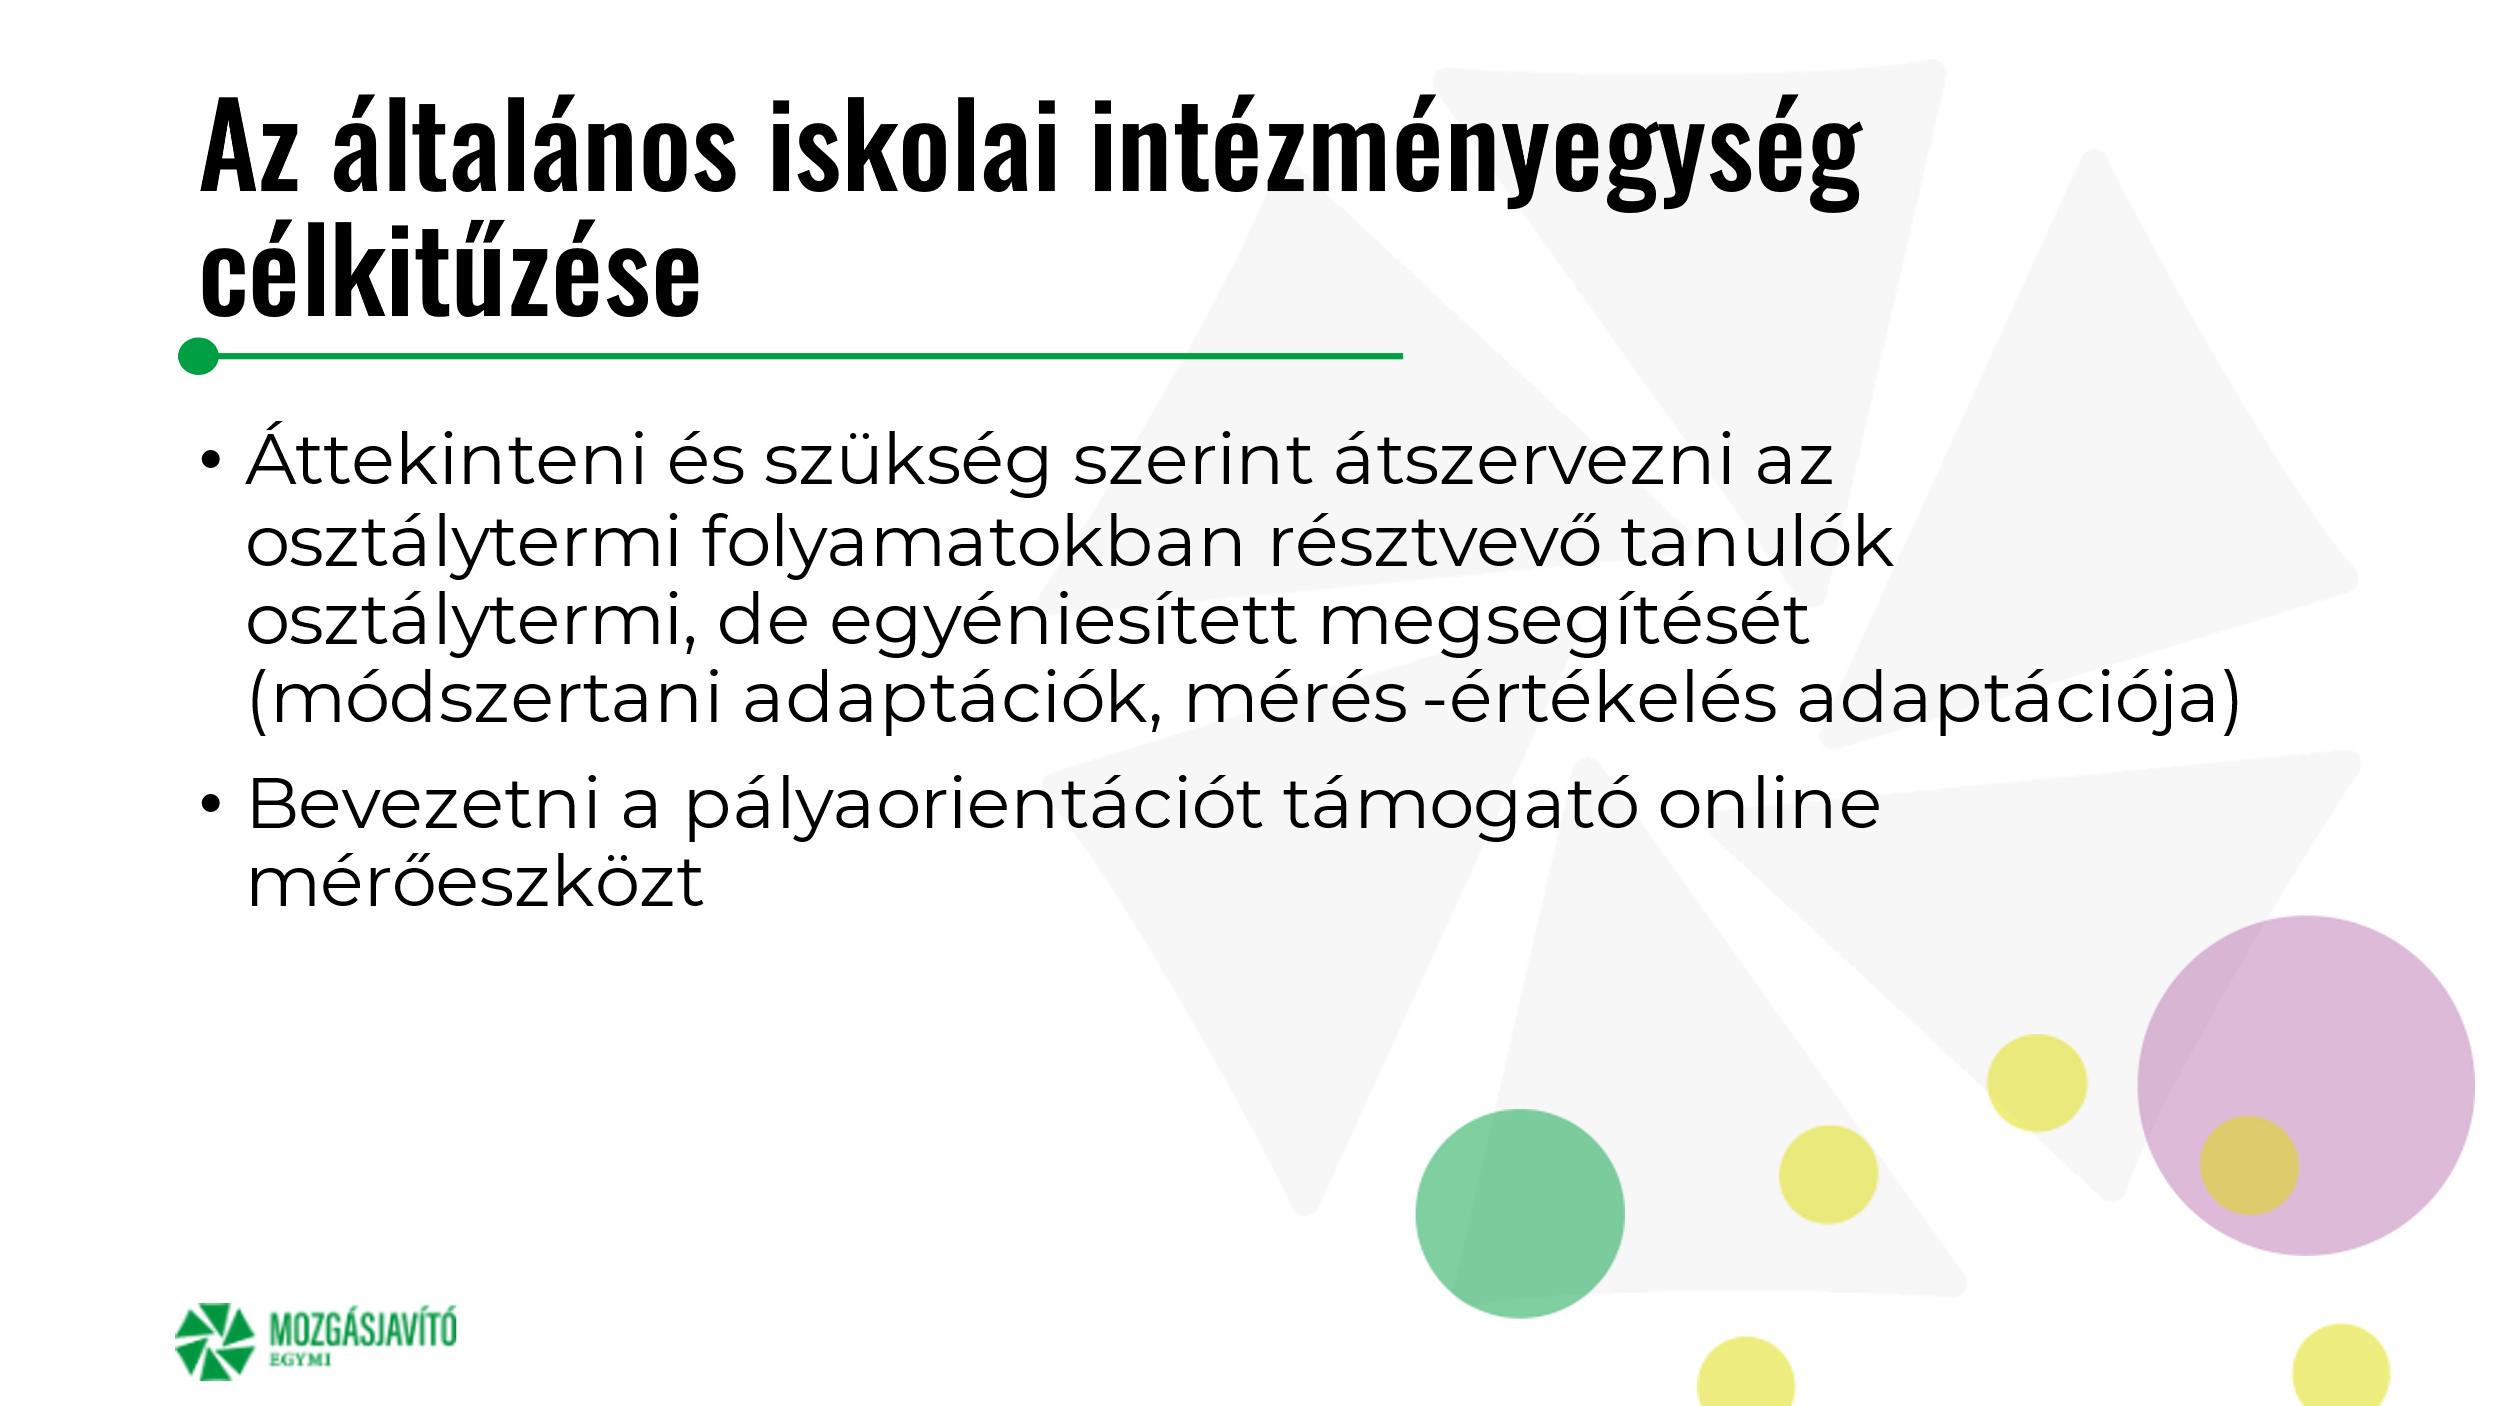 Az általános iskolai intézményegység
célkitűzése
• Áttekinteni és szükség szerint átszervezni az
osztálytermi folyamatokban résztvevő tanulók
osztálytermi, de egyéniesített megsegítését
(módszertani adaptációk, mérés -értékelés adaptációja)
• Bevezetni a pályaorientációt támogató online
mérőeszközt
MOZGÁSJAVÍTÓ
EGYMI